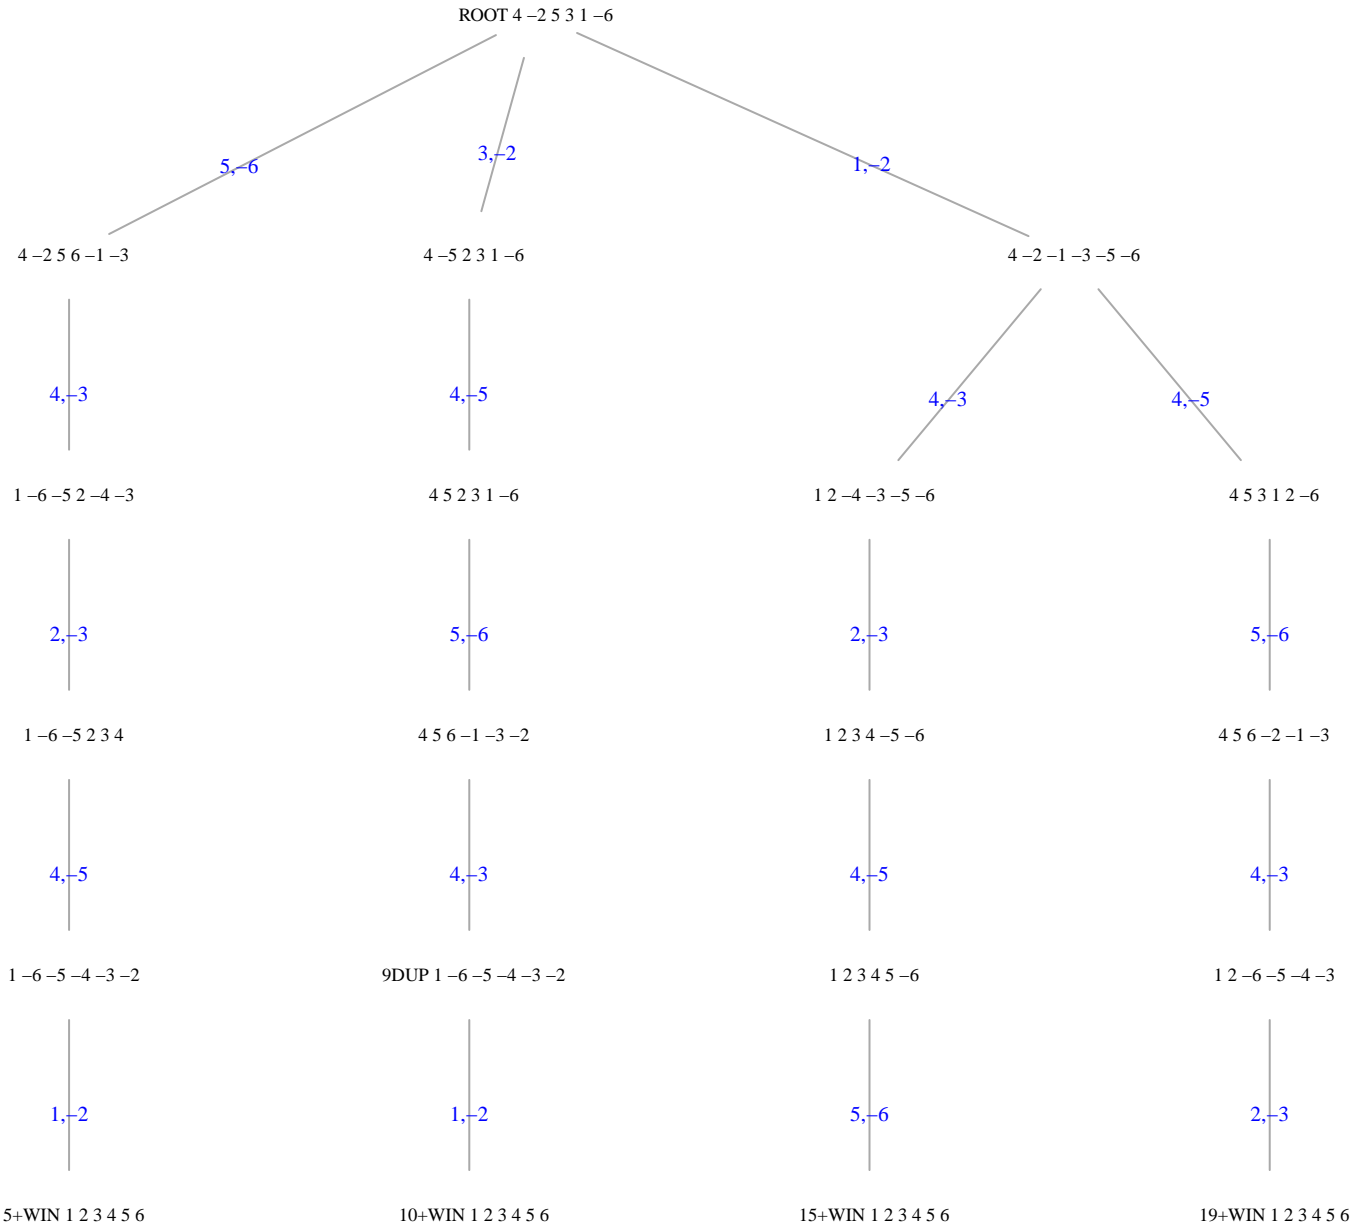 ROOT 4 –2 5 3 1 –6
5,–6
3,–2
1,–2
4 –2 5 6 –1 –3
4 –5 2 3 1 –6
4 –2 –1 –3 –5 –6
4,–3
4,–5
4,–3
4,–5
1 –6 –5 2 –4 –3
4 5 2 3 1 –6
1 2 –4 –3 –5 –6
4 5 3 1 2 –6
2,–3
5,–6
2,–3
5,–6
1 –6 –5 2 3 4
4 5 6 –1 –3 –2
1 2 3 4 –5 –6
4 5 6 –2 –1 –3
4,–5
4,–3
4,–5
4,–3
1 –6 –5 –4 –3 –2
9DUP 1 –6 –5 –4 –3 –2
1 2 3 4 5 –6
1 2 –6 –5 –4 –3
1,–2
1,–2
5,–6
2,–3
5+WIN 1 2 3 4 5 6
10+WIN 1 2 3 4 5 6
15+WIN 1 2 3 4 5 6
19+WIN 1 2 3 4 5 6